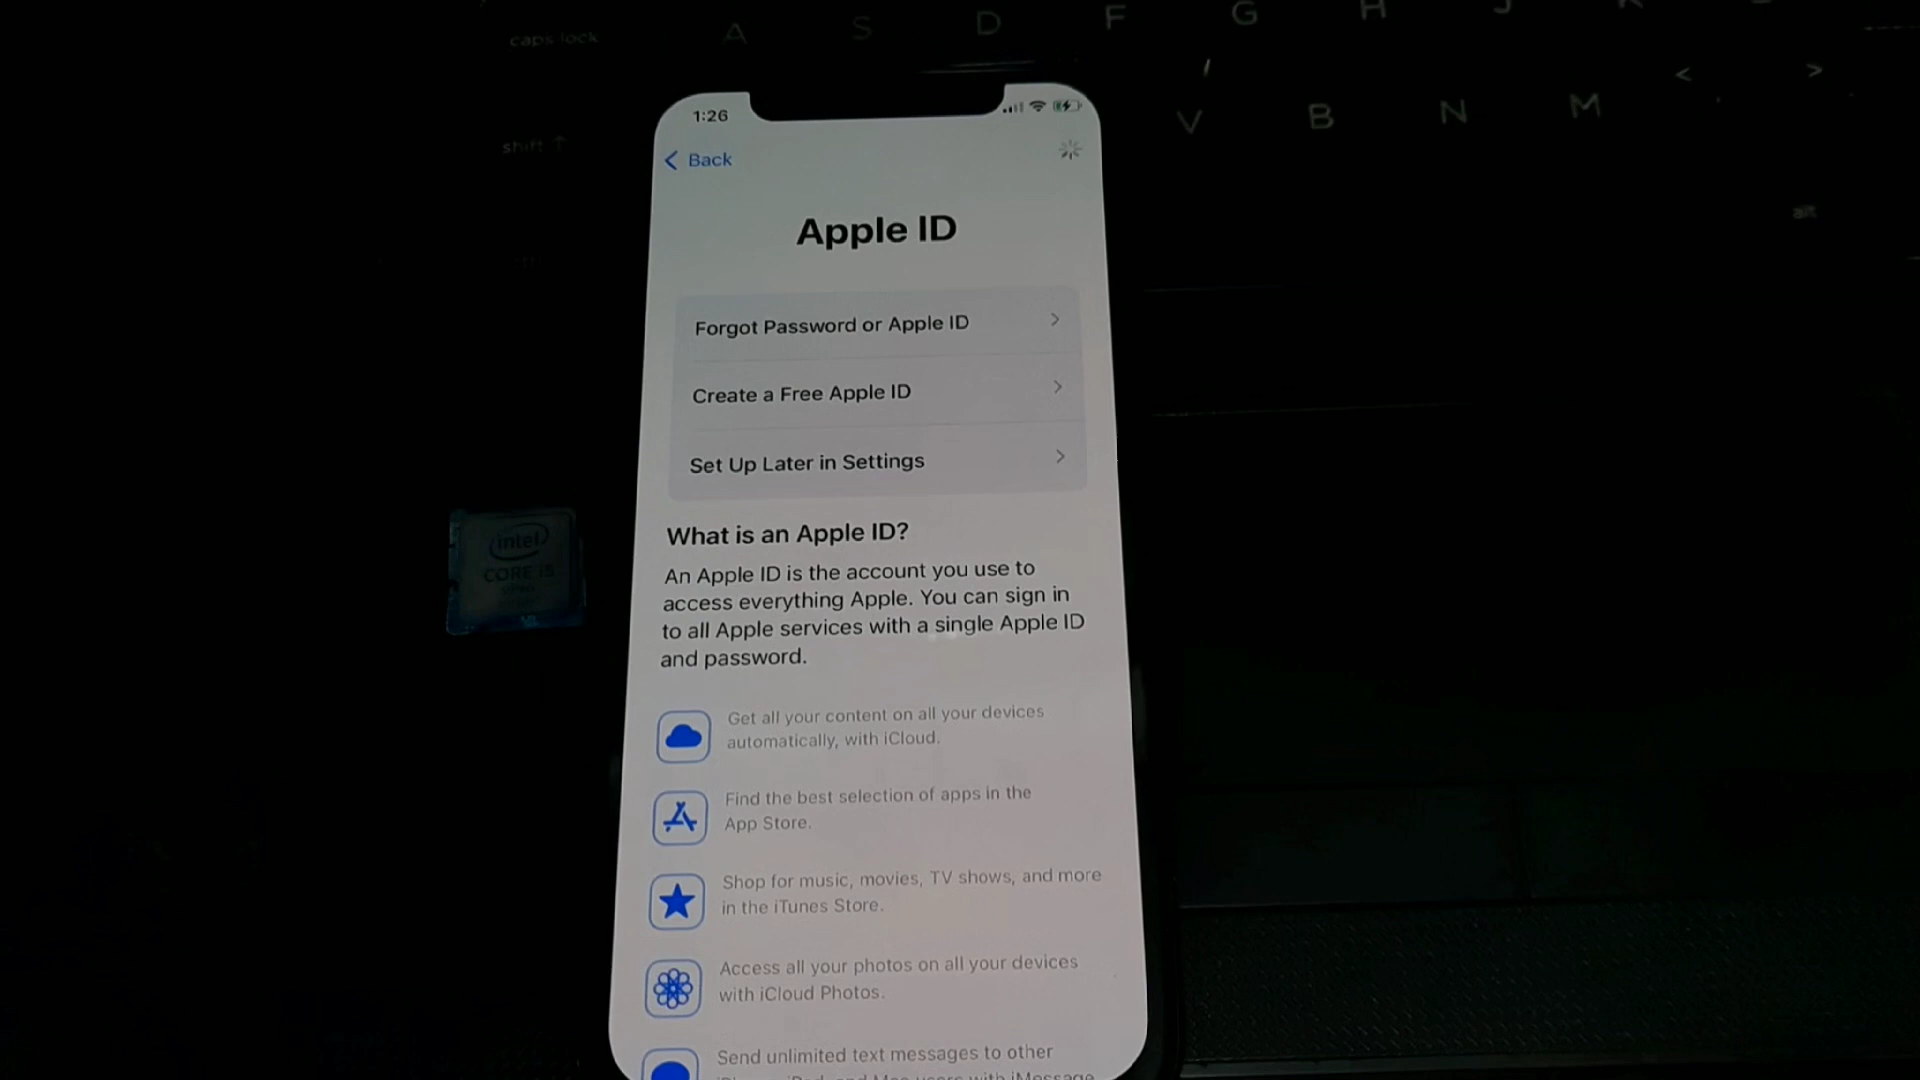 caps lock
A S D F G H J K
shift ↑
V B N M < >
alt
1:26
Back
Apple ID
Forgot Password or Apple ID
Create a Free Apple ID
Set Up Later in Settings
What is an Apple ID?
An Apple ID is the account you use to
access everything Apple. You can sign in
to all Apple services with a single Apple ID
and password.
Get all your content on all your devices
automatically, with iCloud.
Find the best selection of apps in the
App Store.
Shop for music, movies, TV shows, and more
in the iTunes Store.
Access all your photos on all your devices
with iCloud Photos.
Send unlimited text messages to other
with iMessage
intel
CORE i5